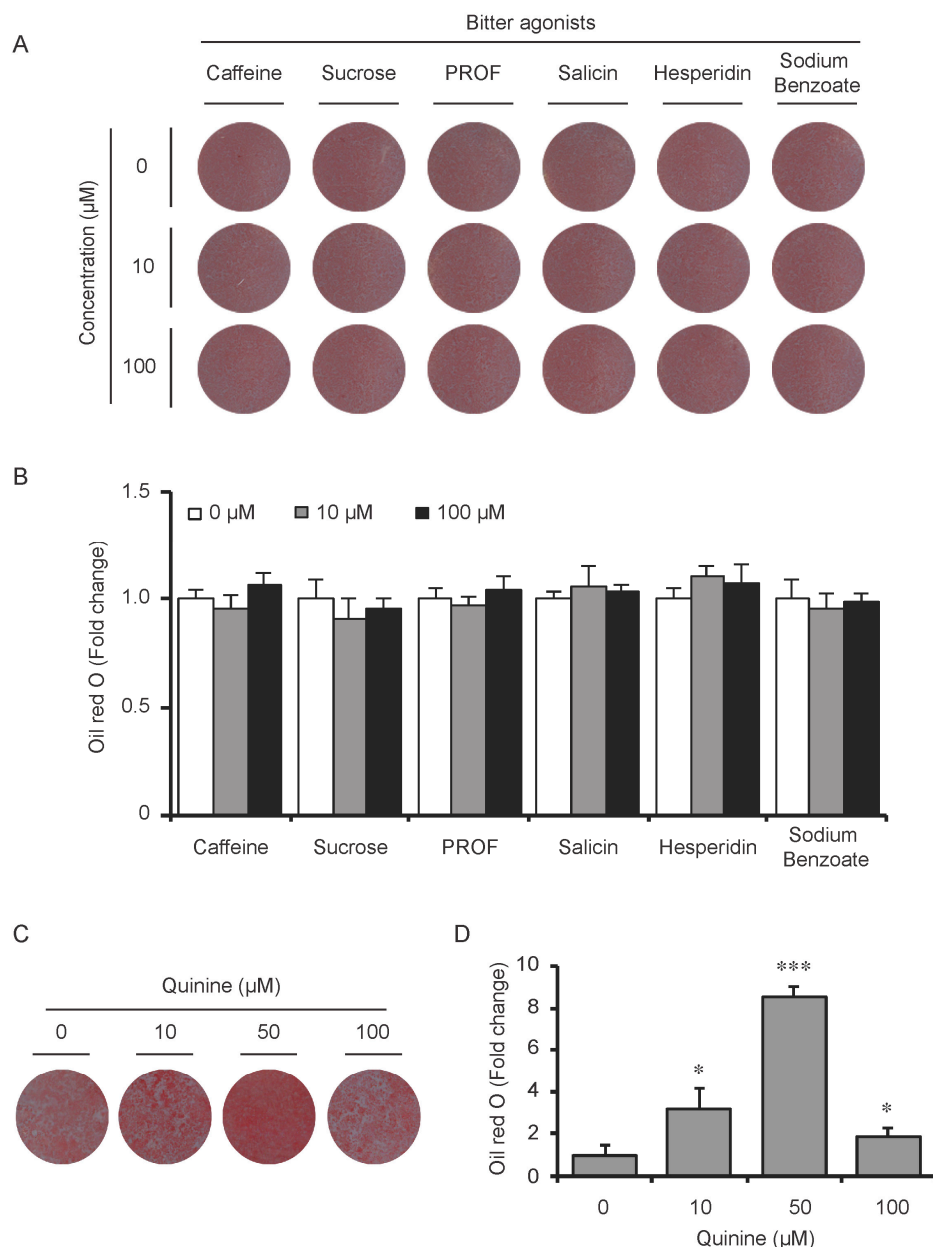 A
Bitter agonists
Caffeine Sucrose PROF Salicin Hesperidin Sodium Benzoate
Concentration (µM)
0
10
100
B
Oil red O (Fold change)
1.5
1.0
0.5
0
0 µM 10 µM 100 µM
Caffeine Sucrose PROF Salicin Hesperidin Sodium Benzoate
C
Quinine (µM)
0 10 50 100
D
Oil red O (Fold change)
10
8
6
4
2
0
* *** *
0 10 50 100
Quinine (µM)